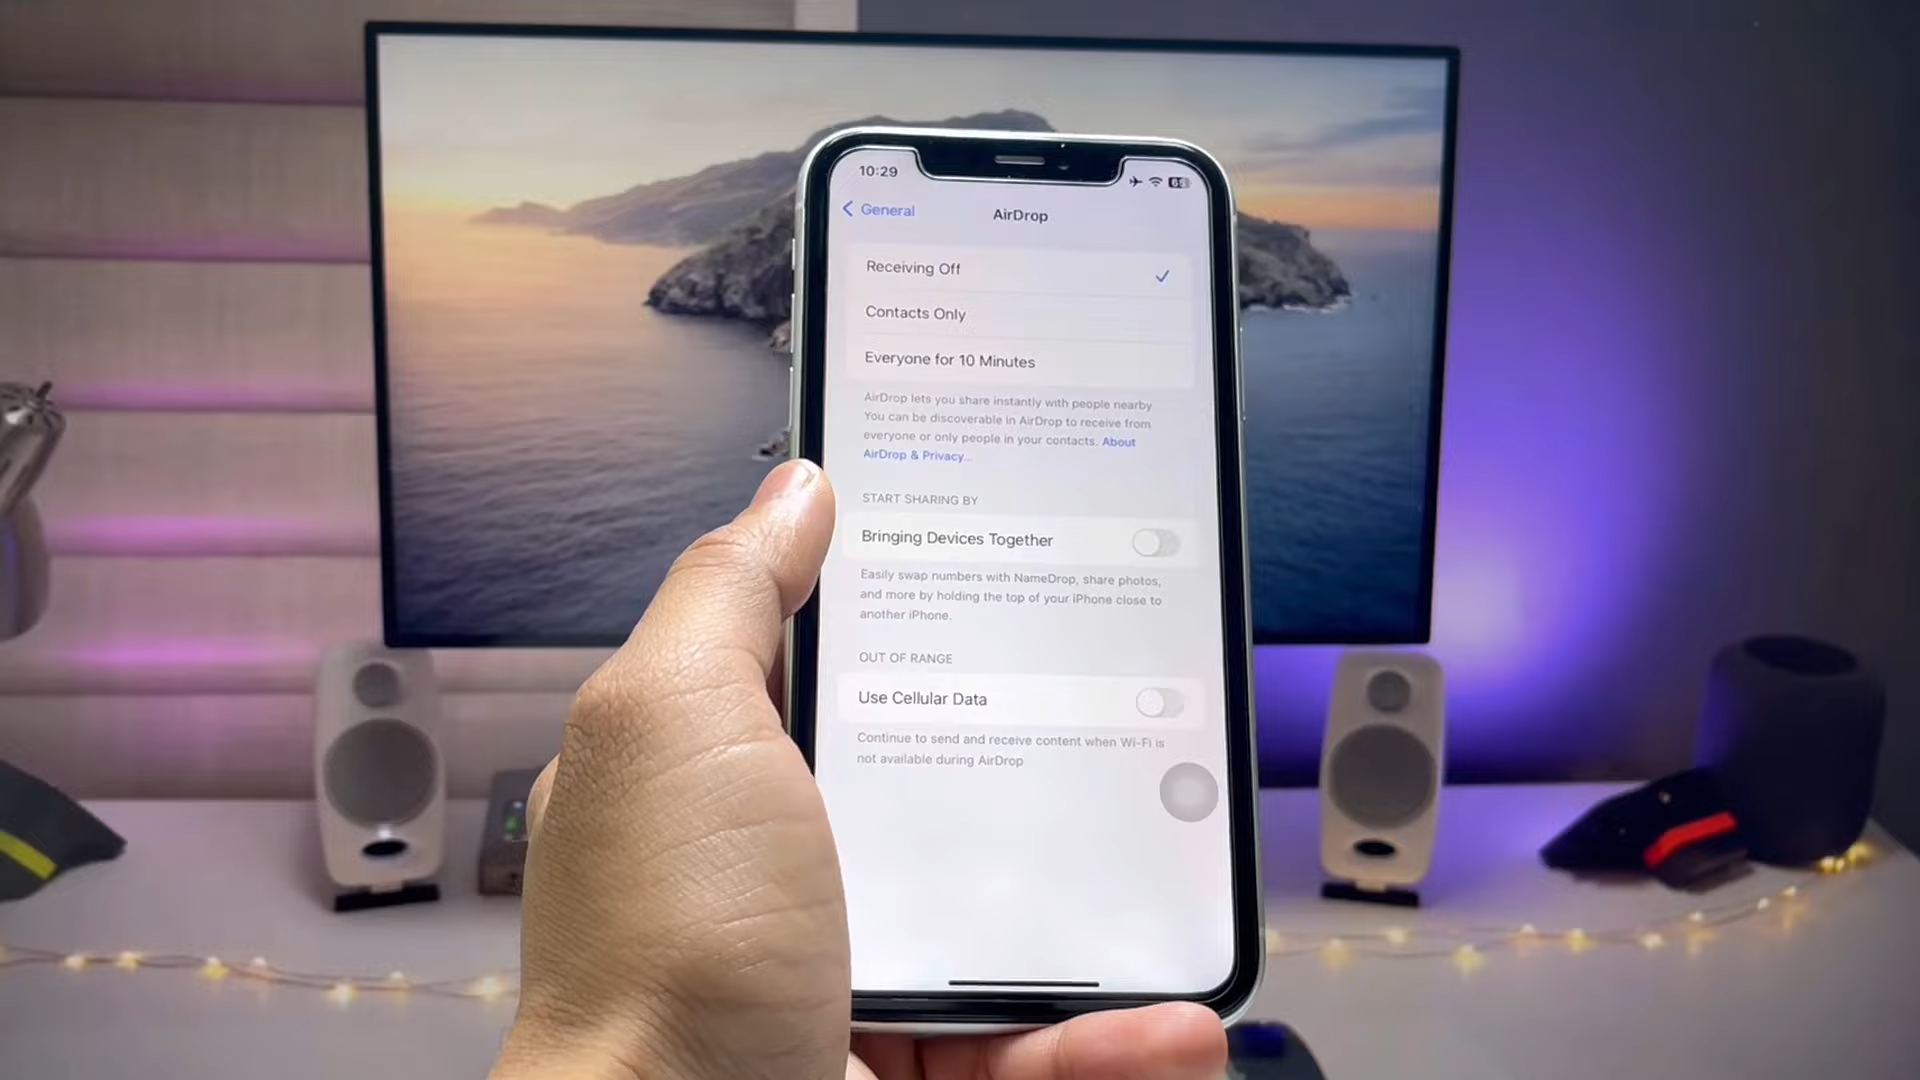 10:29
General
AirDrop
Receiving Off
Contacts Only
Everyone for 10 Minutes
AirDrop lets you share instantly with people nearby
You can be discoverable in AirDrop to receive from
everyone or only people in your contacts. About
AirDrop & Privacy...
START SHARING BY
Bringing Devices Together
Easily swap numbers with NameDrop, share photos,
and more by holding the top of your iPhone close to
another iPhone.
OUT OF RANGE
Use Cellular Data
Continue to send and receive content when Wi-Fi is
not available during AirDrop